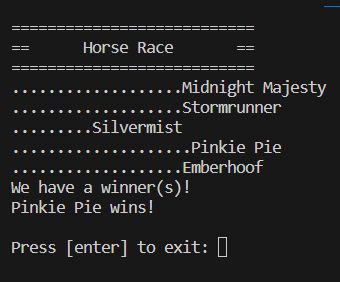 ===========================
==      Horse Race       ==
===========================
...................Midnight Majesty
...................Stormrunner
.........Silvermist
....................Pinkie Pie
...................Emberhoof
We have a winner(s)!
Pinkie Pie wins!
Press [enter] to exit: